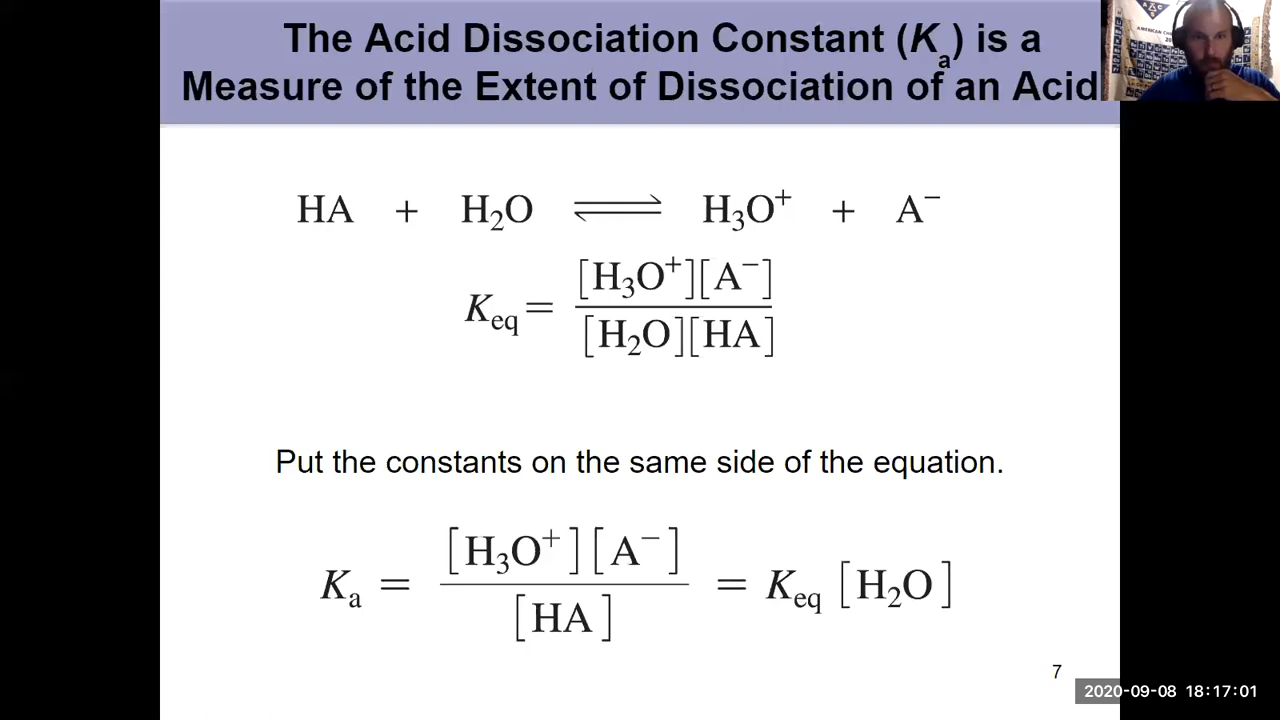 The Acid Dissociation Constant (Kₐ) is a
Measure of the Extent of Dissociation of an Acid
HA + H₂O ⇌ H₃O⁺ + A⁻
K_eq = [H₃O⁺][A⁻] / [H₂O][HA]
Put the constants on the same side of the equation.
Kₐ = [H₃O⁺][A⁻] / [HA] = K_eq [H₂O]
7
2020-09-08 18:17:01